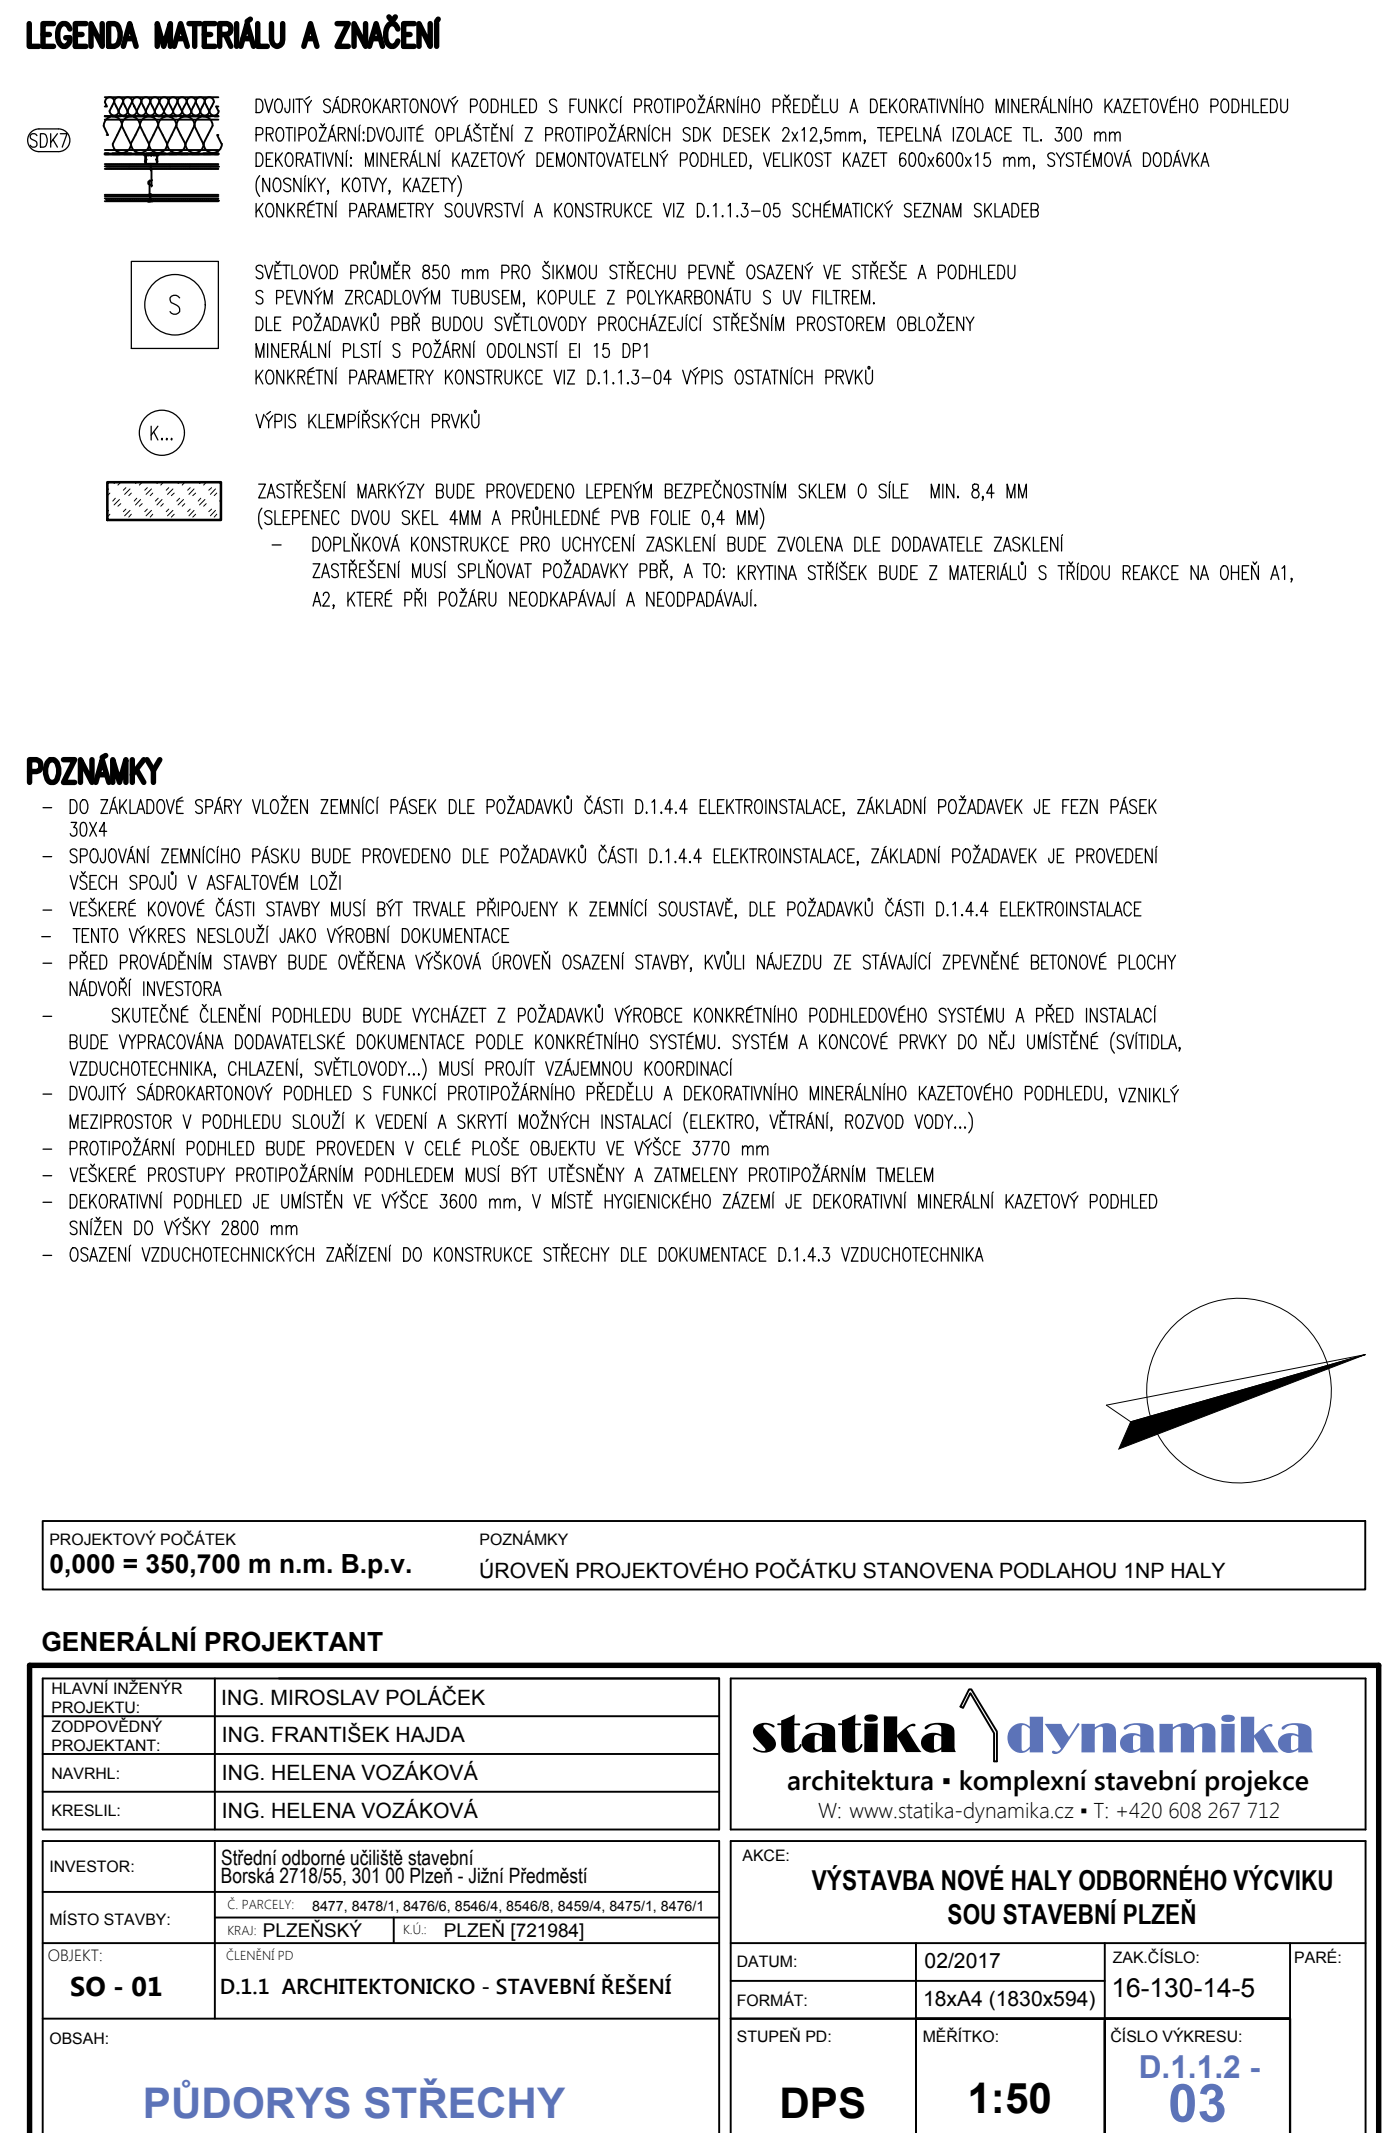 LEGENDA MATERIÁLU A ZNAČENÍ
SDK7
DVOJITÝ SÁDROKARTONOVÝ PODHLED S FUNKCÍ PROTIPOŽÁRNÍHO PŘEDĚLU A DEKORATIVNÍHO MINERÁLNÍHO KAZETOVÉHO PODHLEDU
PROTIPOŽÁRNÍ:DVOJITÉ OPLÁŠTĚNÍ Z PROTIPOŽÁRNÍCH SDK DESEK 2x12,5mm, TEPELNÁ IZOLACE TL. 300 mm
DEKORATIVNÍ: MINERÁLNÍ KAZETOVÝ DEMONTOVATELNÝ PODHLED, VELIKOST KAZET 600x600x15 mm, SYSTÉMOVÁ DODÁVKA
(NOSNÍKY, KOTVY, KAZETY)
KONKRÉTNÍ PARAMETRY SOUVRSTVÍ A KONSTRUKCE VIZ D.1.1.3-05 SCHÉMATICKÝ SEZNAM SKLADEB
S
SVĚTLOVOD PRŮMĚR 850 mm PRO ŠIKMOU STŘECHU PEVNĚ OSAZENÝ VE STŘEŠE A PODHLEDU
S PEVNÝM ZRCADLOVÝM TUBUSEM, KOPULE Z POLYKARBONÁTU S UV FILTREM.
DLE POŽADAVKŮ PBŘ BUDOU SVĚTLOVODY PROCHÁZEJÍCÍ STŘEŠNÍM PROSTOREM OBLOŽENY
MINERÁLNÍ PLSTÍ S POŽÁRNÍ ODOLNSTÍ EI 15 DP1
KONKRÉTNÍ PARAMETRY KONSTRUKCE VIZ D.1.1.3-04 VÝPIS OSTATNÍCH PRVKŮ
K...
VÝPIS KLEMPÍŘSKÝCH PRVKŮ
ZASTŘEŠENÍ MARKÝZY BUDE PROVEDENO LEPENÝM BEZPEČNOSTNÍM SKLEM O SÍLE MIN. 8,4 MM
(SLEPENEC DVOU SKEL 4MM A PRŮHLEDNÉ PVB FOLIE 0,4 MM)
- DOPLŇKOVÁ KONSTRUKCE PRO UCHYCENÍ ZASKLENÍ BUDE ZVOLENA DLE DODAVATELE ZASKLENÍ
ZASTŘEŠENÍ MUSÍ SPLŇOVAT POŽADAVKY PBŘ, A TO: KRYTINA STŘÍŠEK BUDE Z MATERIÁLŮ S TŘÍDOU REAKCE NA OHEŇ A1,
A2, KTERÉ PŘI POŽÁRU NEODKAPÁVAJÍ A NEODPADÁVAJÍ.
POZNÁMKY
- DO ZÁKLADOVÉ SPÁRY VLOŽEN ZEMNÍCÍ PÁSEK DLE POŽADAVKŮ ČÁSTI D.1.4.4 ELEKTROINSTALACE, ZÁKLADNÍ POŽADAVEK JE FEZN PÁSEK
30X4
- SPOJOVÁNÍ ZEMNÍCÍHO PÁSKU BUDE PROVEDENO DLE POŽADAVKŮ ČÁSTI D.1.4.4 ELEKTROINSTALACE, ZÁKLADNÍ POŽADAVEK JE PROVEDENÍ
VŠECH SPOJŮ V ASFALTOVÉM LOŽI
- VEŠKERÉ KOVOVÉ ČÁSTI STAVBY MUSÍ BÝT TRVALE PŘIPOJENY K ZEMNÍCÍ SOUSTAVĚ, DLE POŽADAVKŮ ČÁSTI D.1.4.4 ELEKTROINSTALACE
- TENTO VÝKRES NESLOUŽÍ JAKO VÝROBNÍ DOKUMENTACE
- PŘED PROVÁDĚNÍM STAVBY BUDE OVĚŘENA VÝŠKOVÁ ÚROVEŇ OSAZENÍ STAVBY, KVŮLI NÁJEZDU ZE STÁVAJÍCÍ ZPEVNĚNÉ BETONOVÉ PLOCHY
NÁDVOŘÍ INVESTORA
- SKUTEČNÉ ČLENĚNÍ PODHLEDU BUDE VYCHÁZET Z POŽADAVKŮ VÝROBCE KONKRÉTNÍHO PODHLEDOVÉHO SYSTÉMU A PŘED INSTALACÍ
BUDE VYPRACOVÁNA DODAVATELSKÉ DOKUMENTACE PODLE KONKRÉTNÍHO SYSTÉMU. SYSTÉM A KONCOVÉ PRVKY DO NĚJ UMÍSTĚNÉ (SVÍTIDLA,
VZDUCHOTECHNIKA, CHLAZENÍ, SVĚTLOVODY...) MUSÍ PROJÍT VZÁJEMNOU KOORDINACÍ
- DVOJITÝ SÁDROKARTONOVÝ PODHLED S FUNKCÍ PROTIPOŽÁRNÍHO PŘEDĚLU A DEKORATIVNÍHO MINERÁLNÍHO KAZETOVÉHO PODHLEDU, VZNIKLÝ
MEZIPROSTOR V PODHLEDU SLOUŽÍ K VEDENÍ A SKRYTÍ MOŽNÝCH INSTALACÍ (ELEKTRO, VĚTRÁNÍ, ROZVOD VODY...)
- PROTIPOŽÁRNÍ PODHLED BUDE PROVEDEN V CELÉ PLOŠE OBJEKTU VE VÝŠCE 3770 mm
- VEŠKERÉ PROSTUPY PROTIPOŽÁRNÍM PODHLEDEM MUSÍ BÝT UTĚSNĚNY A ZATMELENY PROTIPOŽÁRNÍM TMELEM
- DEKORATIVNÍ PODHLED JE UMÍSTĚN VE VÝŠCE 3600 mm, V MÍSTĚ HYGIENICKÉHO ZÁZEMÍ JE DEKORATIVNÍ MINERÁLNÍ KAZETOVÝ PODHLED
SNÍŽEN DO VÝŠKY 2800 mm
- OSAZENÍ VZDUCHOTECHNICKÝCH ZAŘÍZENÍ DO KONSTRUKCE STŘECHY DLE DOKUMENTACE D.1.4.3 VZDUCHOTECHNIKA
PROJEKTOVÝ POČÁTEK
0,000 = 350,700 m n.m. B.p.v.
POZNÁMKY
ÚROVEŇ PROJEKTOVÉHO POČÁTKU STANOVENA PODLAHOU 1NP HALY
GENERÁLNÍ PROJEKTANT
HLAVNÍ INŽENÝR
PROJEKTU:
ING. MIROSLAV POLÁČEK
ZODPOVĚDNÝ
PROJEKTANT:
ING. FRANTIŠEK HAJDA
NAVRHL:
ING. HELENA VOZÁKOVÁ
KRESLIL:
ING. HELENA VOZÁKOVÁ
statika dynamika
architektura ▪ komplexní stavební projekce
W: www.statika-dynamika.cz ▪ T: +420 608 267 712
INVESTOR:
Střední odborné učiliště stavební
Borská 2718/55, 301 00 Plzeň - Jižní Předměstí
MÍSTO STAVBY:
Č. PARCELY: 8477, 8478/1, 8476/6, 8546/4, 8546/8, 8459/4, 8475/1, 8476/1
KRAJ: PLZEŇSKÝ K.Ú.: PLZEŇ [721984]
AKCE:
VÝSTAVBA NOVÉ HALY ODBORNÉHO VÝCVIKU
SOU STAVEBNÍ PLZEŇ
OBJEKT:
SO - 01
ČLENĚNÍ PD
D.1.1 ARCHITEKTONICKO - STAVEBNÍ ŘEŠENÍ
DATUM:
02/2017
ZAK.ČÍSLO:
16-130-14-5
PARÉ:
FORMÁT:
18xA4 (1830x594)
OBSAH:
PŮDORYS STŘECHY
STUPEŇ PD:
DPS
MĚŘÍTKO:
1:50
ČÍSLO VÝKRESU:
D.1.1.2 -
03